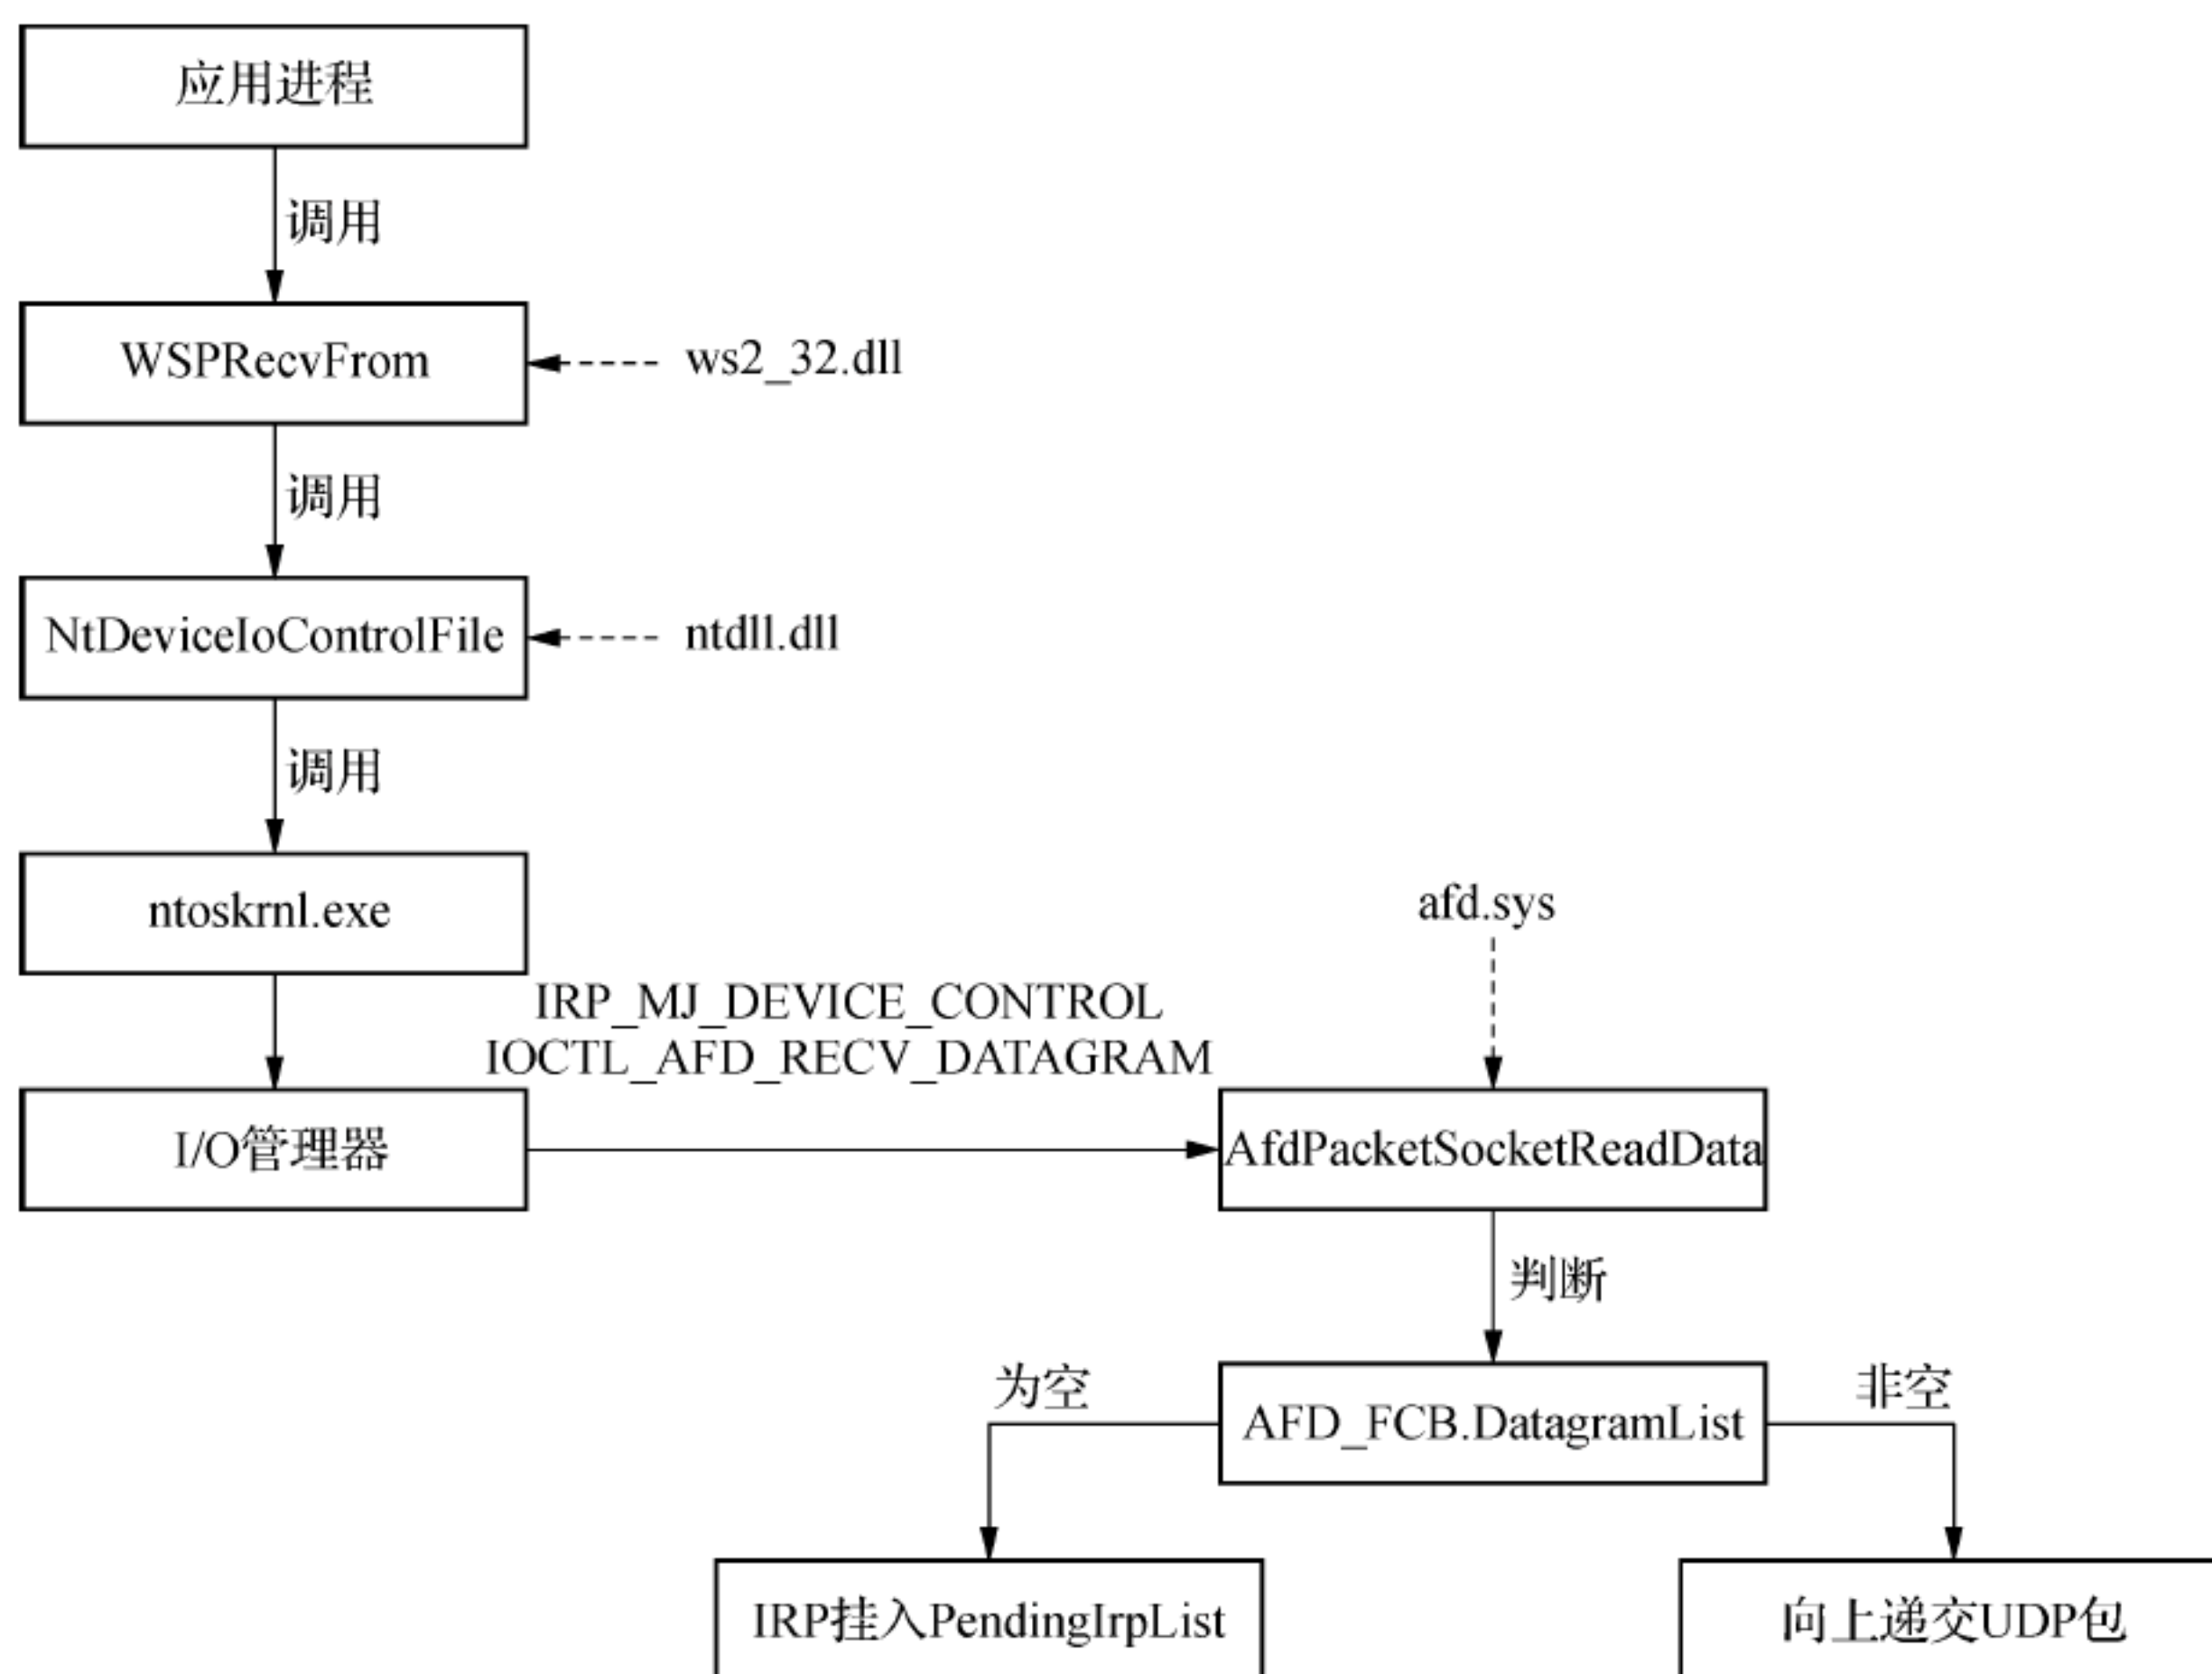 应用进程
调用
WSPRecvFrom
ws2_32.dll
调用
NtDeviceIoControlFile
ntdll.dll
调用
ntoskrnl.exe
afd.sys
IRP_MJ_DEVICE_CONTROL
IOCTL_AFD_RECV_DATAGRAM
I/O管理器
AfdPacketSocketReadData
判断
为空
非空
AFD_FCB.DatagramList
IRP挂入PendingIrpList
向上递交UDP包